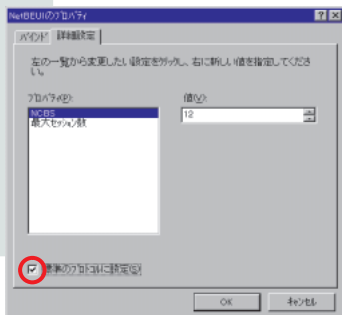 NetBEUIのプロパティ
バインド 詳細設定
左の一覧から変更したい設定をクリックし、右に新しい値を指定してくださ
い。
プロパティ(P): 値(V):
NCBS 12
最大セッション数
標準のプロトコルに設定(S)
OK キャンセル